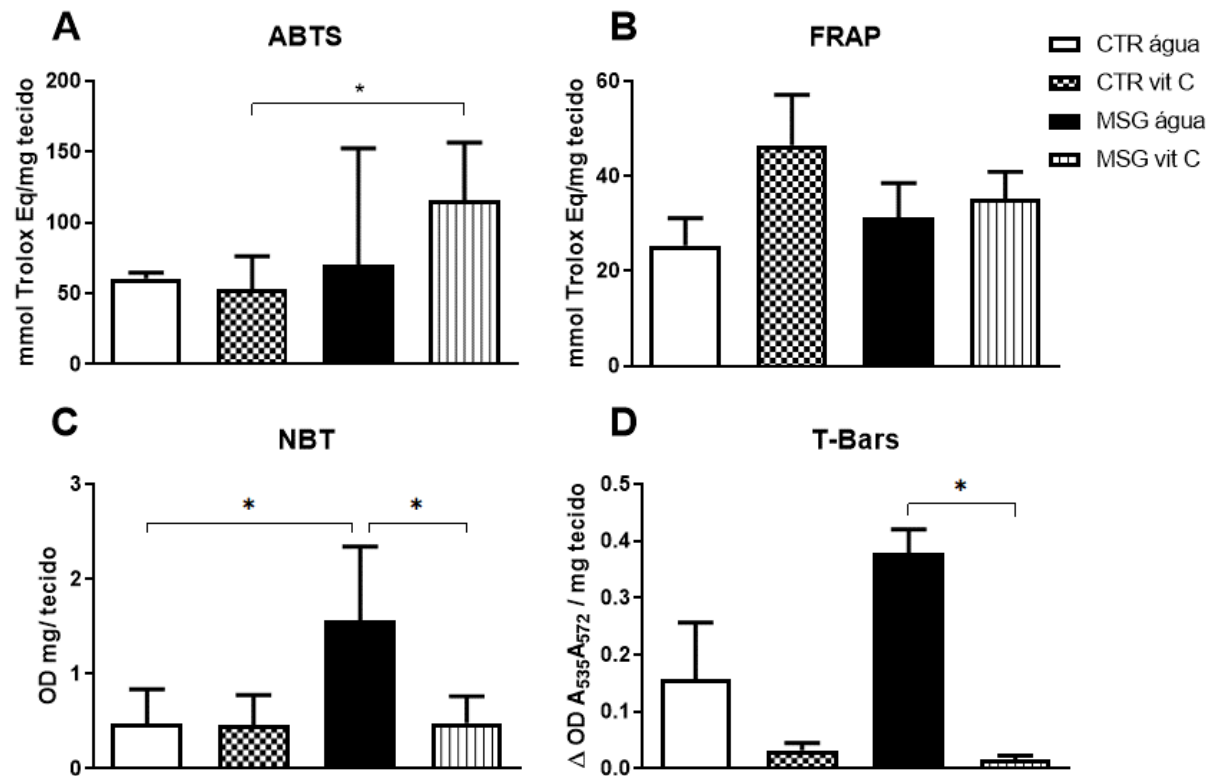 A
ABTS
mmol Trolox Eq/mg tecido
200
150
100
50
0
*
B
FRAP
mmol Trolox Eq/mg tecido
60
40
20
0
CTR água
CTR vit C
MSG água
MSG vit C
C
NBT
OD mg/ tecido
3
2
1
0
*
*
D
T-Bars
Δ OD A535A572 / mg tecido
0.5
0.4
0.3
0.2
0.1
0.0
*